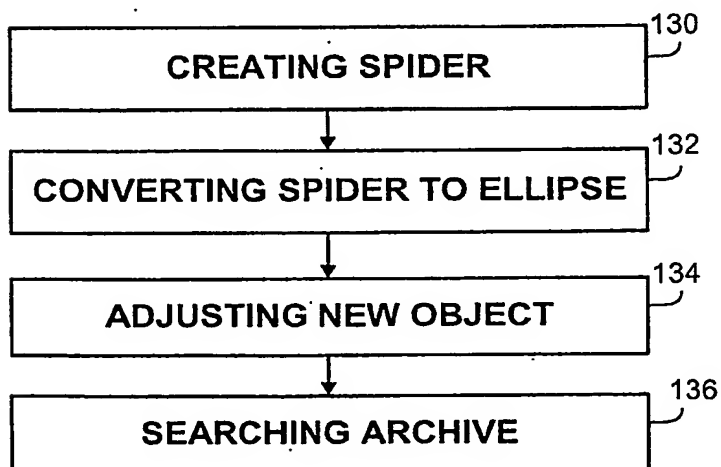 130
CREATING SPIDER
132
CONVERTING SPIDER TO ELLIPSE
134
ADJUSTING NEW OBJECT
136
SEARCHING ARCHIVE